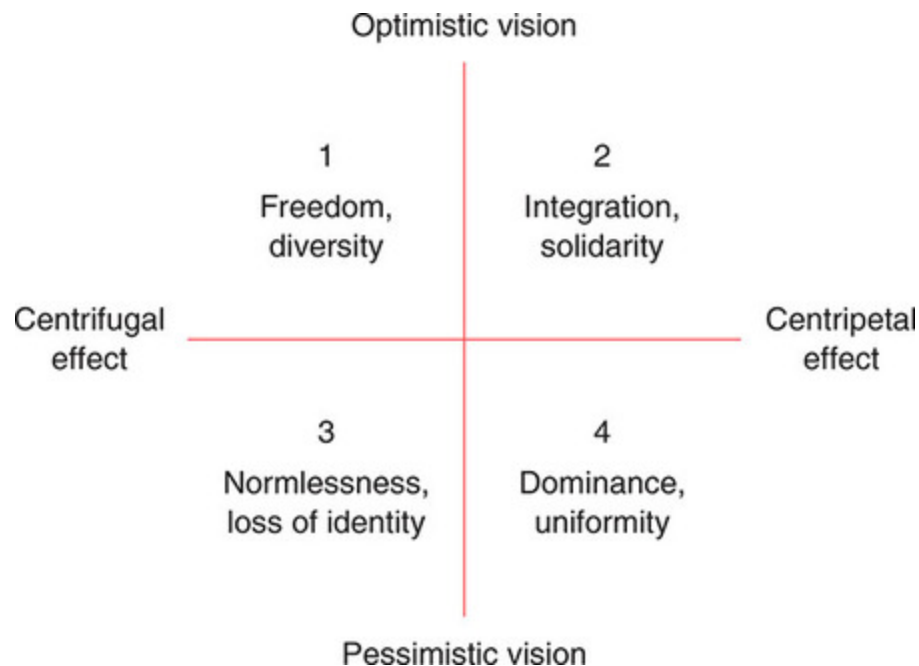 Optimistic vision
1
Freedom,
diversity
2
Integration,
solidarity
Centrifugal
effect
Centripetal
effect
3
Normlessness,
loss of identity
4
Dominance,
uniformity
Pessimistic vision